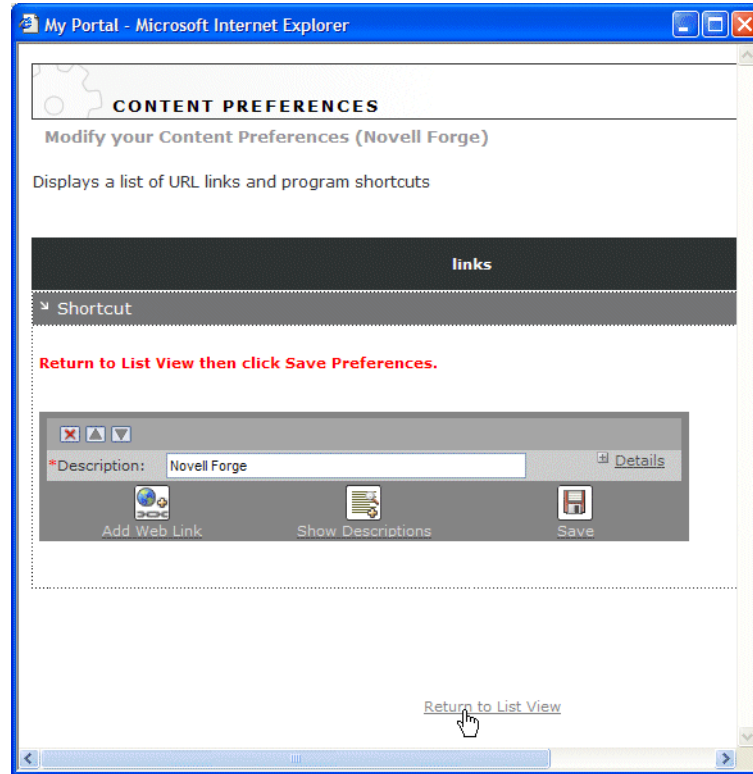 My Portal - Microsoft Internet Explorer
CONTENT PREFERENCES
Modify your Content Preferences (Novell Forge)
Displays a list of URL links and program shortcuts
links
Shortcut
Return to List View then click Save Preferences.
*Description: Novell Forge Details
Add Web Link Show Descriptions Save
Return to List View